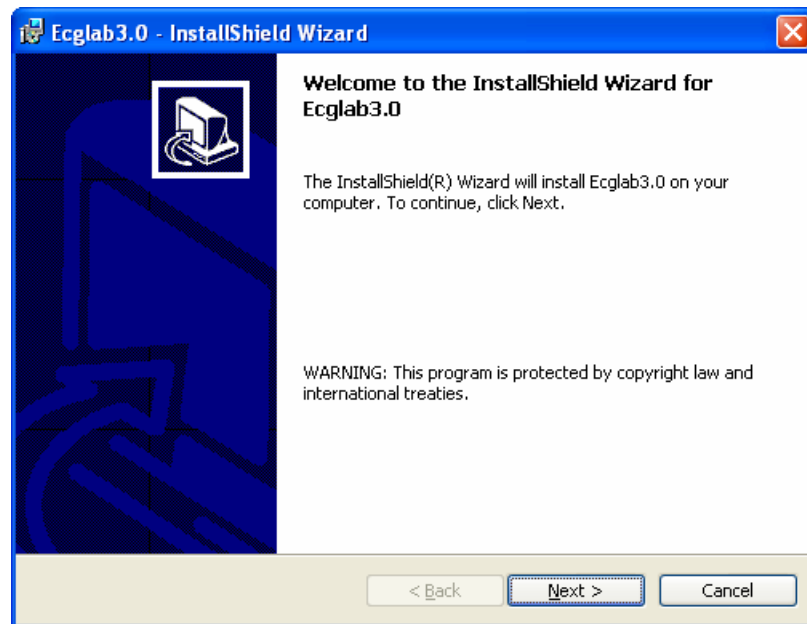 Ecglab3.0 - InstallShield Wizard
Welcome to the InstallShield Wizard for
Ecglab3.0
The InstallShield(R) Wizard will install Ecglab3.0 on your
computer. To continue, click Next.
WARNING: This program is protected by copyright law and
international treaties.
< Back Next > Cancel